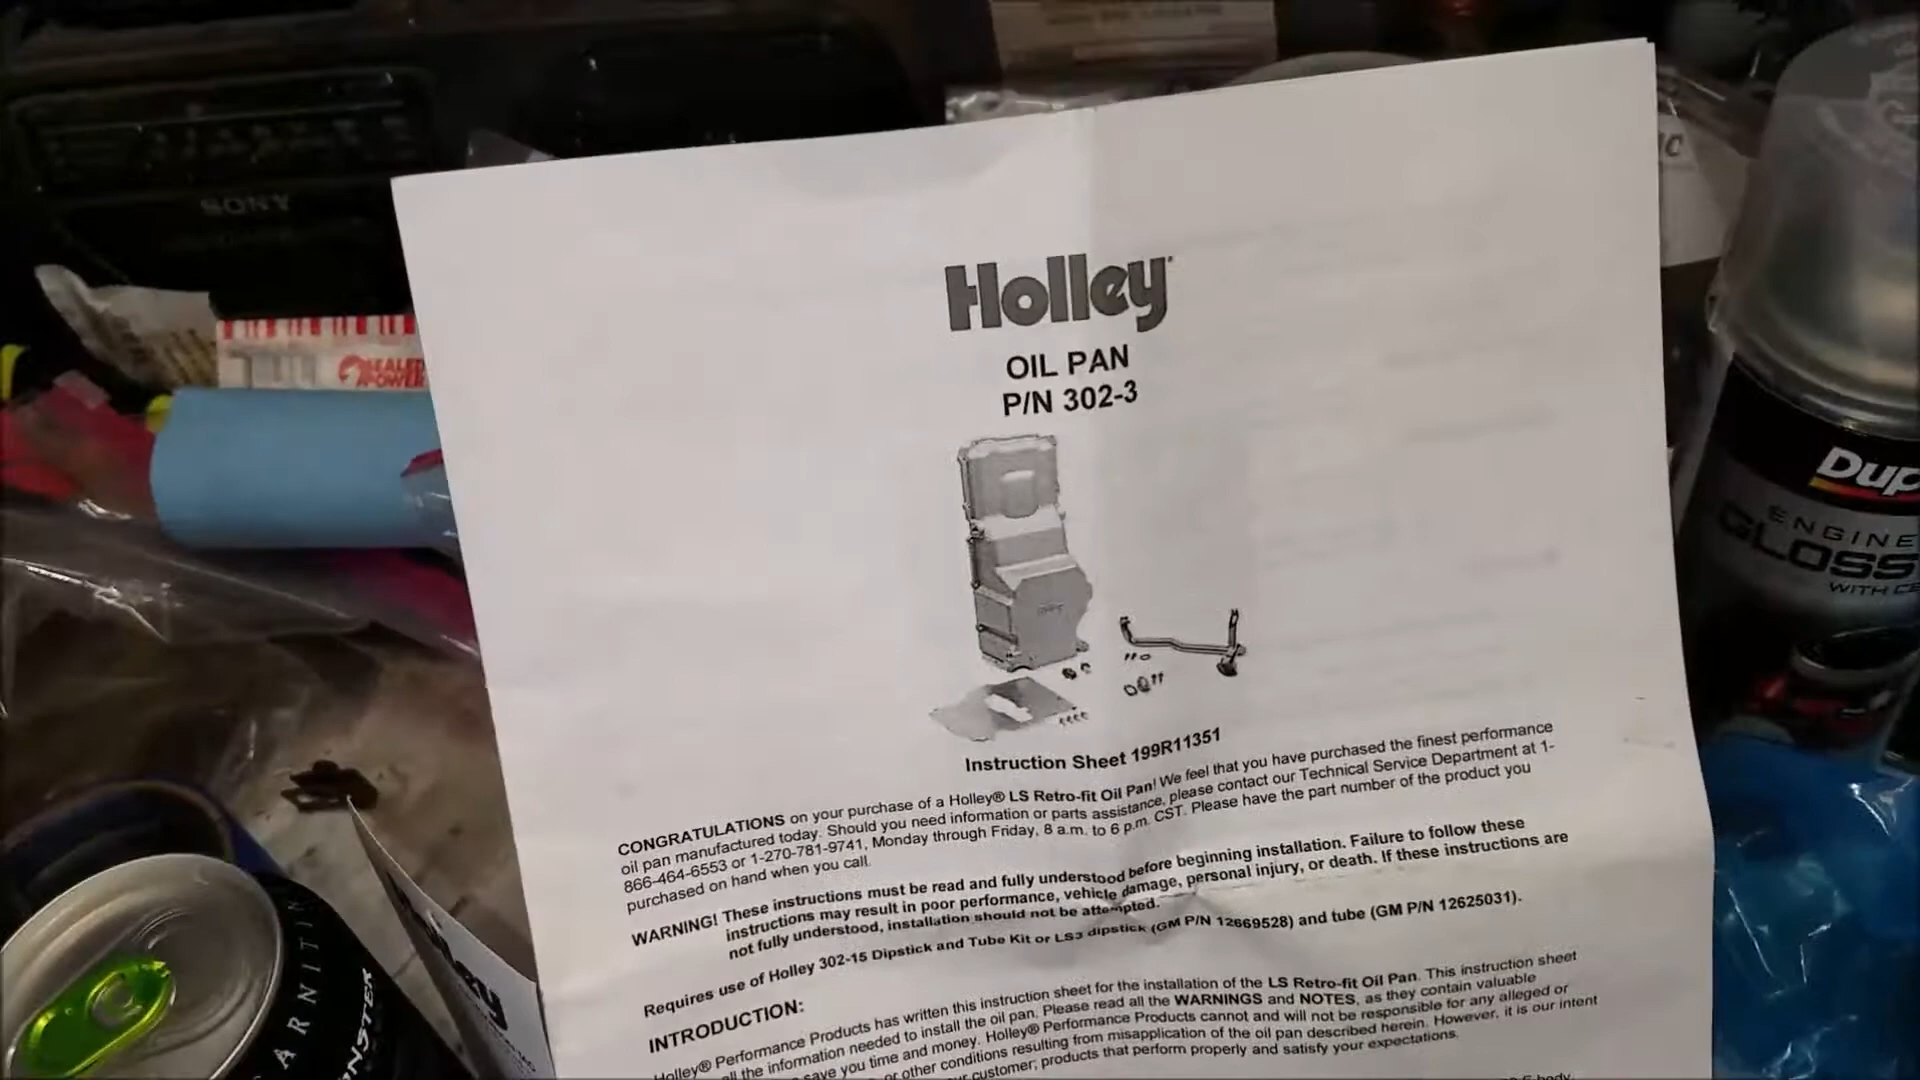 SONY
SEALED
POWER
Holley
OIL PAN
P/N 302-3
Instruction Sheet 199R11351
CONGRATULATIONS on your purchase of a Holley® LS Retro-fit Oil Pan! We feel that you have purchased the finest performance
oil pan manufactured today. Should you need information or parts assistance, please contact our Technical Service Department at 1-
866-464-6553 or 1-270-781-9741, Monday through Friday, 8 a.m. to 6 p.m. CST. Please have the part number of the product you
purchased on hand when you call.
WARNING! These instructions must be read and fully understood before beginning installation. Failure to follow these
instructions may result in poor performance, vehicle damage, personal injury, or death. If these instructions are
not fully understood, installation should not be attempted.
Requires use of Holley 302-15 Dipstick and Tube Kit or LS3 dipstick (GM P/N 12669528) and tube (GM P/N 12625031).
INTRODUCTION:
Holley® Performance Products has written this instruction sheet for the installation of the LS Retro-fit Oil Pan. This instruction sheet
all the information needed to install the oil pan. Please read all the WARNINGS and NOTES, as they contain valuable
save you time and money. Holley® Performance Products cannot and will not be responsible for any alleged or
or other conditions resulting from misapplication of the oil pan described herein. However, it is our intent
customer; products that perform properly and satisfy your expectations.
body,
Dup
ENGINE
GLOSS
WITH CE
ARNIN
ONSTER